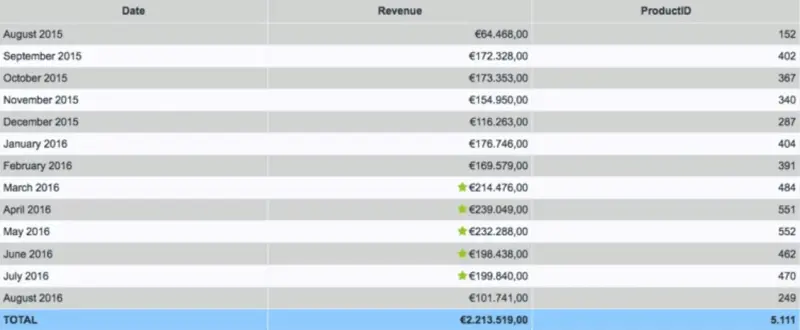 Date Revenue ProductID
August 2015 €64.468,00 152
September 2015 €172.328,00 402
October 2015 €173.353,00 367
November 2015 €154.950,00 340
December 2015 €116.263,00 287
January 2016 €176.746,00 404
February 2016 €169.579,00 391
March 2016 €214.476,00 484
April 2016 €239.049,00 551
May 2016 €232.288,00 552
June 2016 €198.438,00 462
July 2016 €199.840,00 470
August 2016 €101.741,00 249
TOTAL €2.213.519,00 5.111